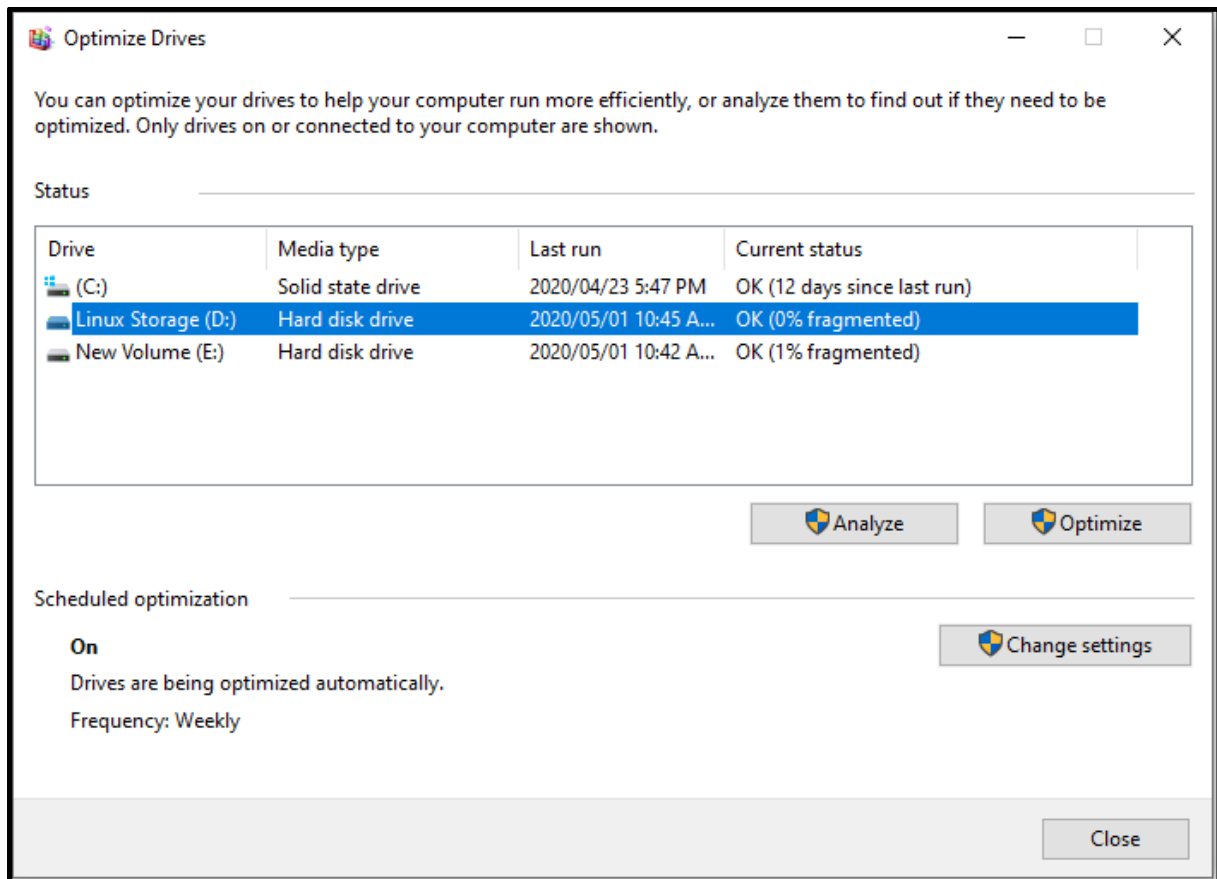 Optimize Drives
You can optimize your drives to help your computer run more efficiently, or analyze them to find out if they need to be
optimized. Only drives on or connected to your computer are shown.
Status
Drive Media type Last run Current status
(C:) Solid state drive 2020/04/23 5:47 PM OK (12 days since last run)
Linux Storage (D:) Hard disk drive 2020/05/01 10:45 A... OK (0% fragmented)
New Volume (E:) Hard disk drive 2020/05/01 10:42 A... OK (1% fragmented)
Analyze Optimize
Scheduled optimization
On
Change settings
Drives are being optimized automatically.
Frequency: Weekly
Close